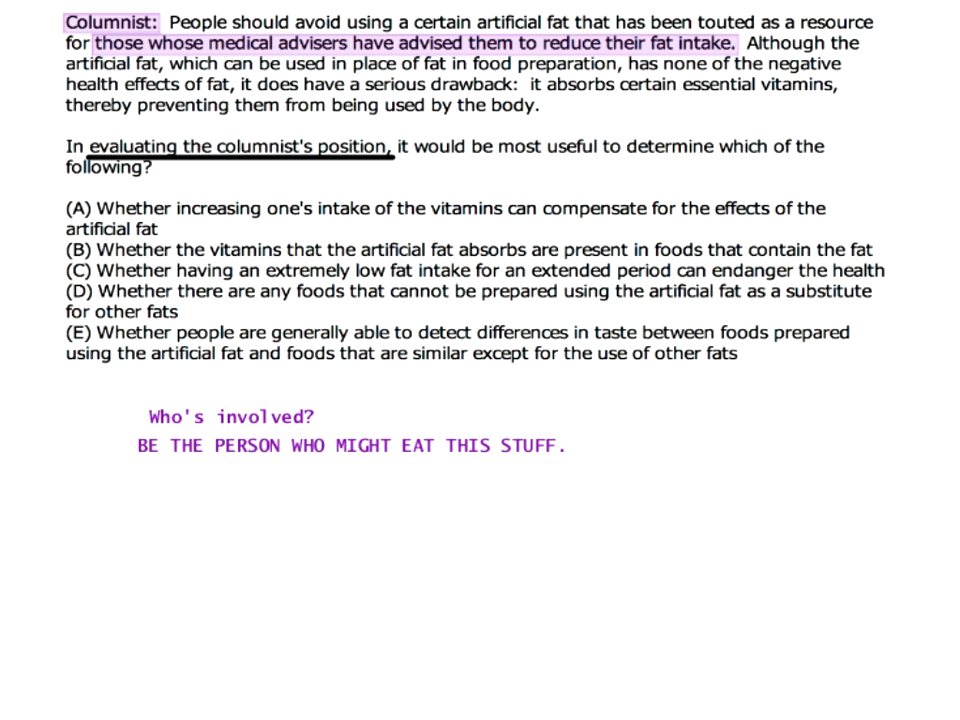 Columnist: People should avoid using a certain artificial fat that has been touted as a resource
for those whose medical advisers have advised them to reduce their fat intake. Although the
artificial fat, which can be used in place of fat in food preparation, has none of the negative
health effects of fat, it does have a serious drawback: it absorbs certain essential vitamins,
thereby preventing them from being used by the body.
In evaluating the columnist's position, it would be most useful to determine which of the
following?
(A) Whether increasing one's intake of the vitamins can compensate for the effects of the
artificial fat
(B) Whether the vitamins that the artificial fat absorbs are present in foods that contain the fat
(C) Whether having an extremely low fat intake for an extended period can endanger the health
(D) Whether there are any foods that cannot be prepared using the artificial fat as a substitute
for other fats
(E) Whether people are generally able to detect differences in taste between foods prepared
using the artificial fat and foods that are similar except for the use of other fats
Who's involved?
BE THE PERSON WHO MIGHT EAT THIS STUFF.